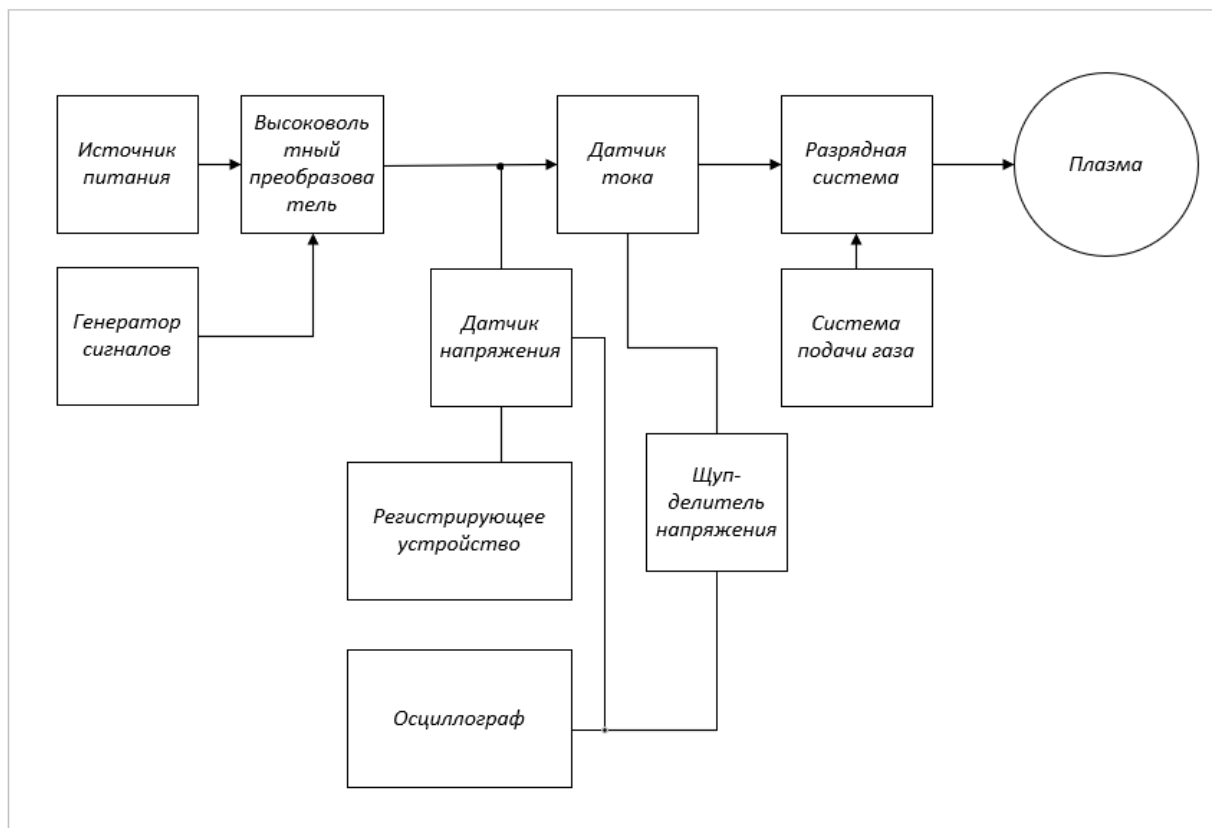 Источник
питания
Высоковоль
тный
преобразова
тель
Датчик
тока
Разрядная
система
Плазма
Генератор
сигналов
Датчик
напряжения
Система
подачи газа
Регистрирующее
устройство
Щуп-
делитель
напряжения
Осциллограф